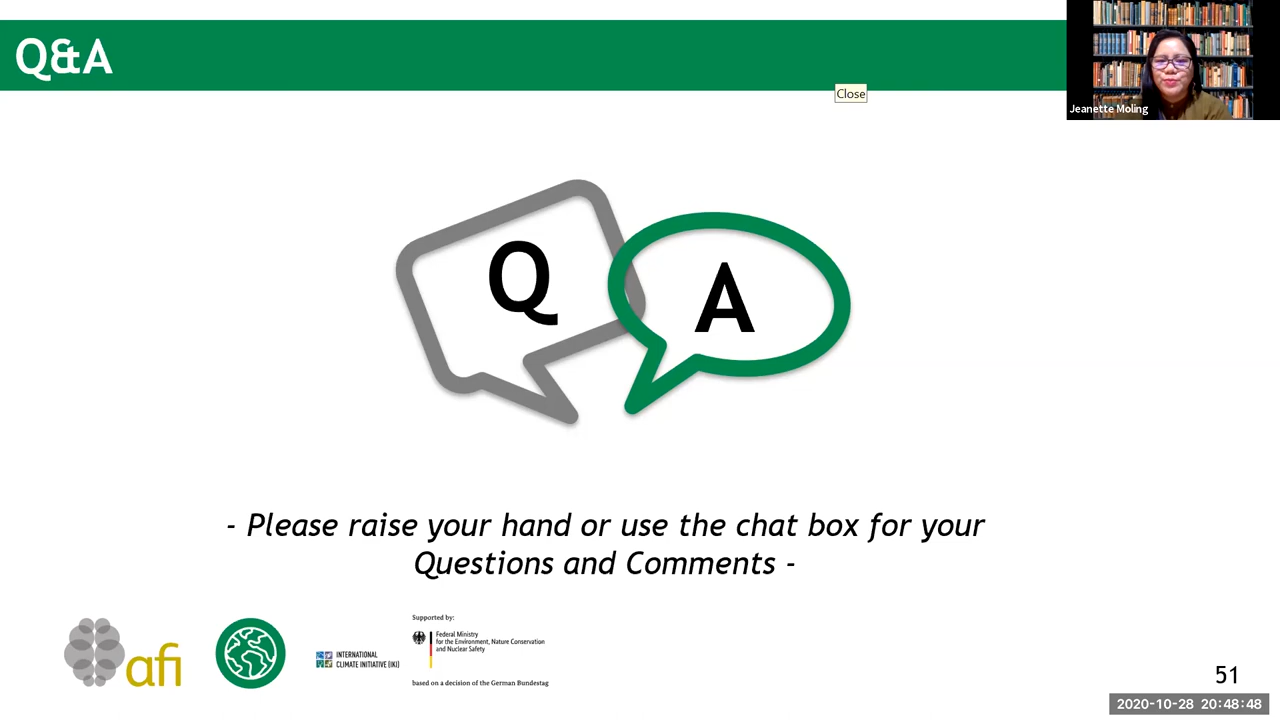 Q&A
Close
Jeanette Moling
Q
A
- Please raise your hand or use the chat box for your
Questions and Comments -
afi
INTERNATIONAL
CLIMATE INITIATIVE (IKI)
Supported by:
Federal Ministry
for the Environment, Nature Conservation
and Nuclear Safety
based on a decision of the German Bundestag
51
2020-10-28 20:48:48